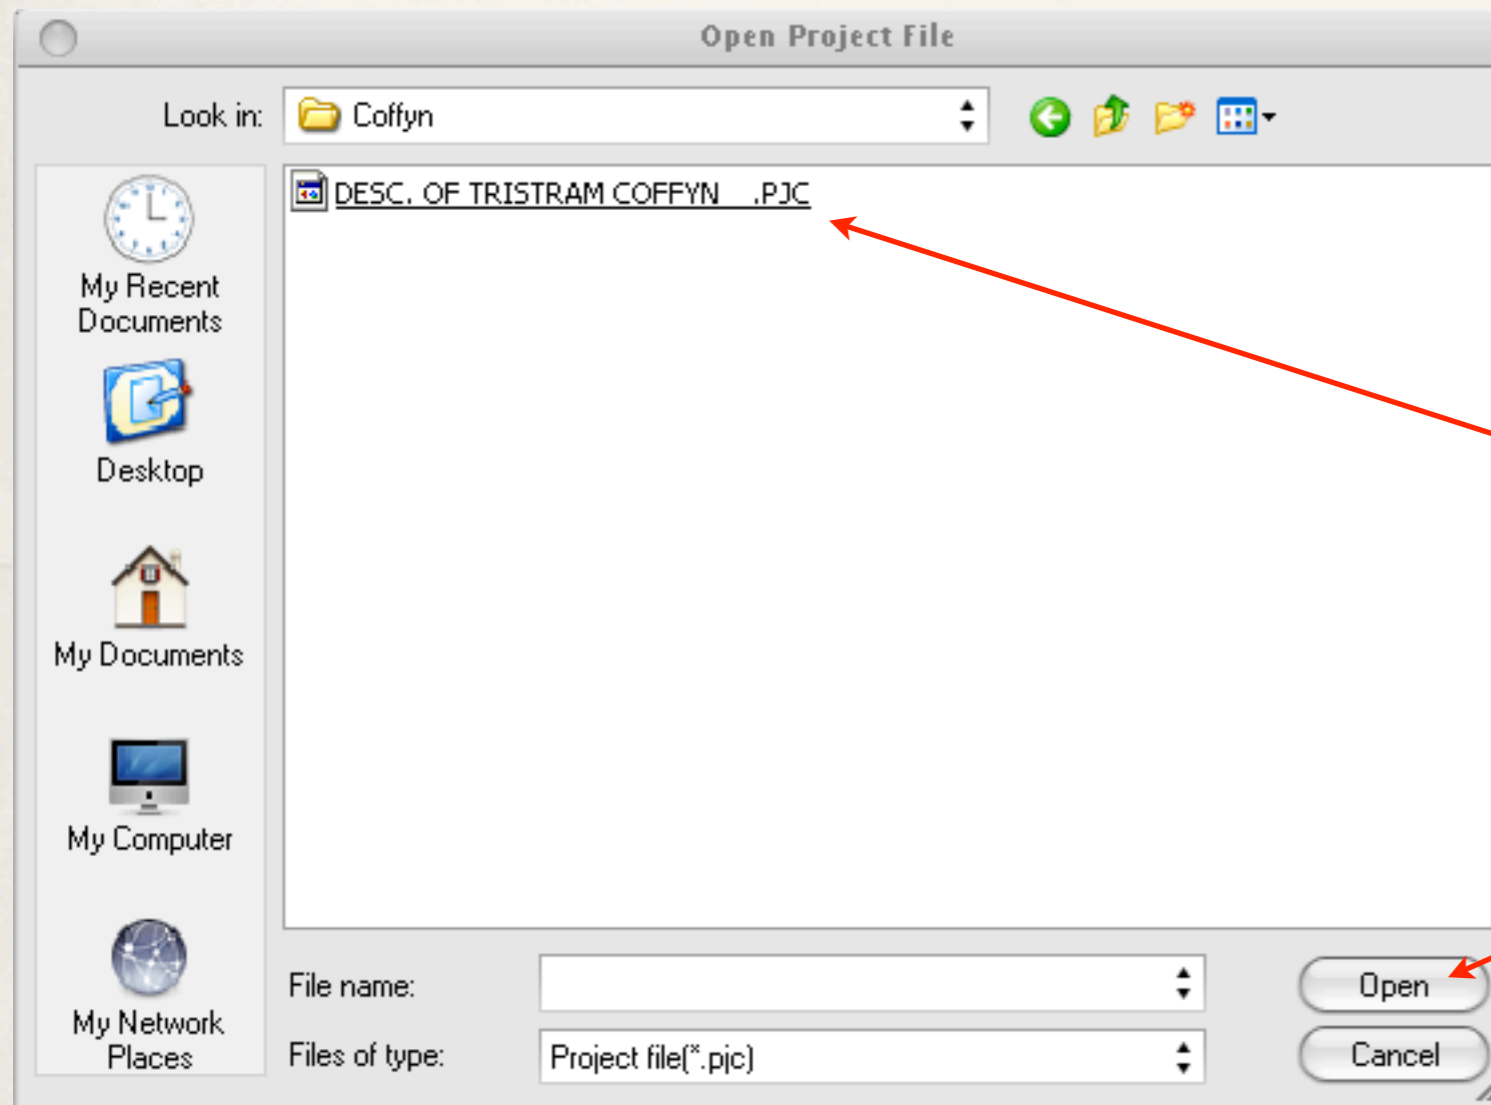 Open Project File
Look in: Coffyn
DESC. OF TRISTRAM COFFYN .PJC
My Recent
Documents
Desktop
My Documents
My Computer
My Network
Places
File name:
Open
Files of type: Project file(*.pjc)
Cancel